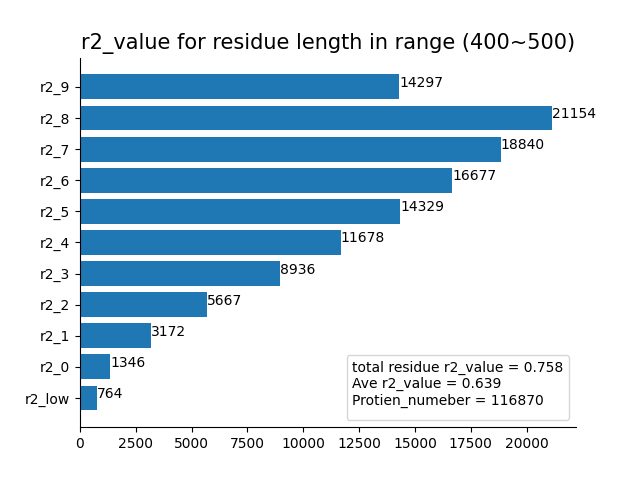 r2_value for residue length in range (400~500)
r2_9 14297
r2_8 21154
r2_7 18840
r2_6 16677
r2_5 14329
r2_4 11678
r2_3 8936
r2_2 5667
r2_1 3172
r2_0 1346
r2_low 764
total residue r2_value = 0.758
Ave r2_value = 0.639
Protien_numeber = 116870
0 2500 5000 7500 10000 12500 15000 17500 20000